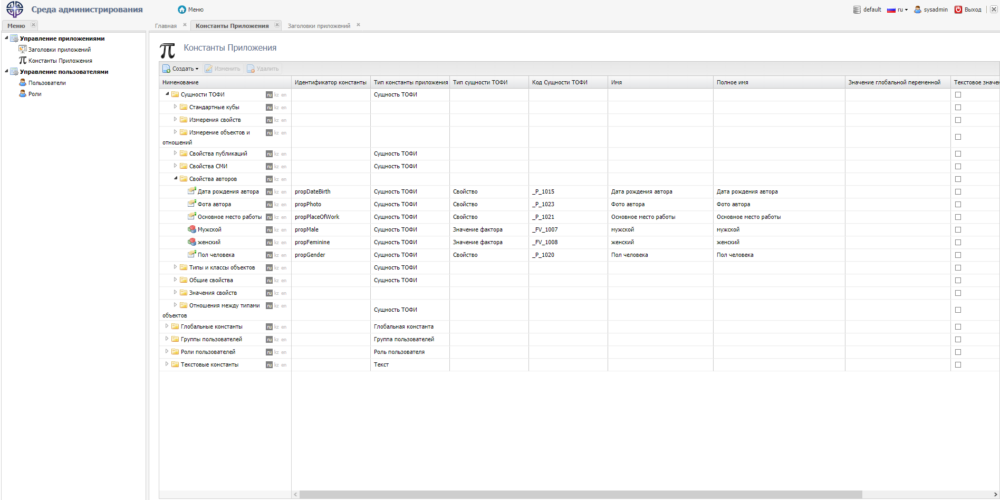 Среда администрирования
Меню
default ru sysadmin Выход
Меню
Главная Константы Приложения Заголовки приложений
Управление приложениями
Заголовки приложений
Константы Приложения
Управление пользователями
Пользователи
Роли
Константы Приложения
Создать Изменить Удалить
Нименование Идентификатор константы Тип константы приложения Тип сущности ТОФИ Код Сущности ТОФИ Имя Полное имя Значение глобальной переменной Текстовое значен
Сущности ТОФИ ru kz en Сущность ТОФИ
Стандартные кубы ru kz en
Измерения свойств ru kz en
Измерение объектов и ru kz en
отношений
Свойства публикаций ru kz en Сущность ТОФИ
Свойства СМИ ru kz en Сущность ТОФИ
Свойства авторов ru kz en
Дата рождения автора ru kz en propDateBirth Сущность ТОФИ Свойство _P_1015 Дата рождения автора Дата рождения автора
Фота автора ru kz en propPhoto Сущность ТОФИ Свойство _P_1023 Фото автора Фото автора
Основное место работы ru kz en propPlaceOfWork Сущность ТОФИ Свойство _P_1021 Основное место работы Основное место работы
Мужской ru kz en propMale Сущность ТОФИ Значение фактора _FV_1007 мужской мужской
женский ru kz en propFeminine Сущность ТОФИ Значение фактора _FV_1008 женский женский
Пол человека ru kz en propGender Сущность ТОФИ Свойство _P_1020 Пол человека Пол человека
Типы и классы объектов ru kz en Сущность ТОФИ
Общие свойства ru kz en Сущность ТОФИ
Значения свойств ru kz en
Отношения между типами ru kz en Сущность ТОФИ
объектов
Глобальные константы ru kz en Глобальная константа
Группы пользователей ru kz en Группа пользователей
Роли пользователей ru kz en Роль пользователя
Текстовые константы ru kz en Текст